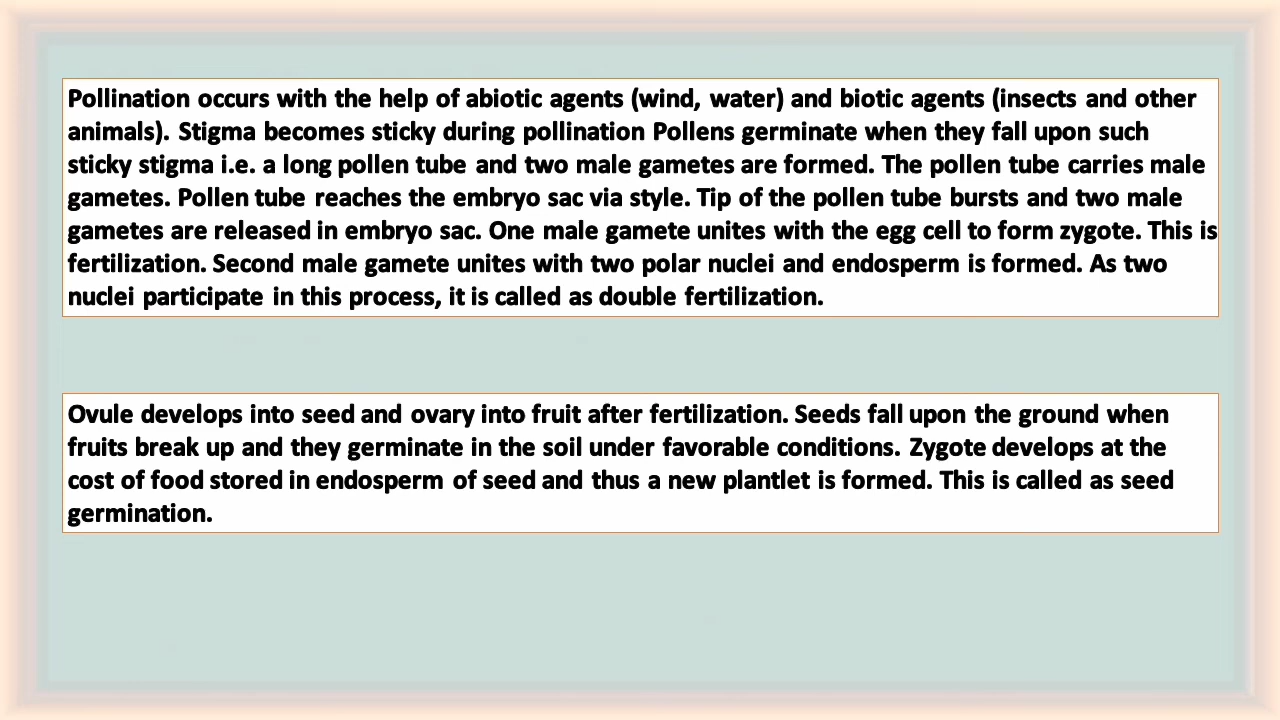 Pollination occurs with the help of abiotic agents (wind, water) and biotic agents (insects and other
animals). Stigma becomes sticky during pollination Pollens germinate when they fall upon such
sticky stigma i.e. a long pollen tube and two male gametes are formed. The pollen tube carries male
gametes. Pollen tube reaches the embryo sac via style. Tip of the pollen tube bursts and two male
gametes are released in embryo sac. One male gamete unites with the egg cell to form zygote. This is
fertilization. Second male gamete unites with two polar nuclei and endosperm is formed. As two
nuclei participate in this process, it is called as double fertilization.
Ovule develops into seed and ovary into fruit after fertilization. Seeds fall upon the ground when
fruits break up and they germinate in the soil under favorable conditions. Zygote develops at the
cost of food stored in endosperm of seed and thus a new plantlet is formed. This is called as seed
germination.